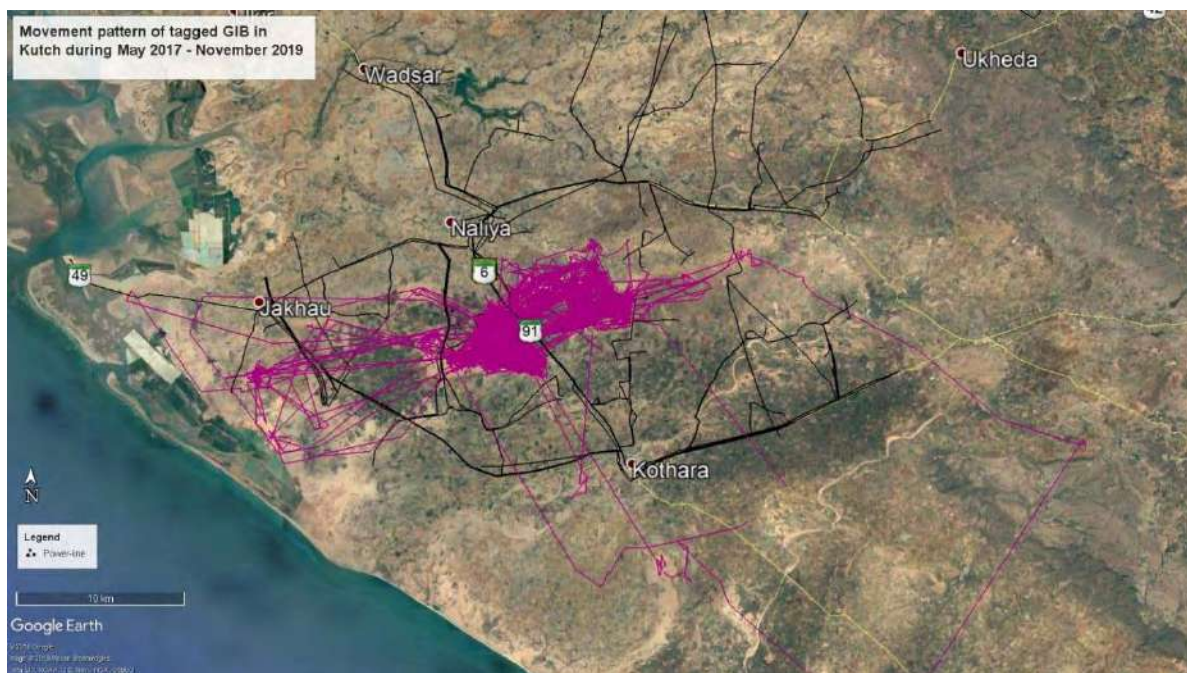 Movement pattern of tagged GIB in
Kutch during May 2017 - November 2019
42
Wadsar
Ukheda
Naliya
49
6
Jakhau
91
Kothara
N
Legend
Power-line
10 km
Google Earth